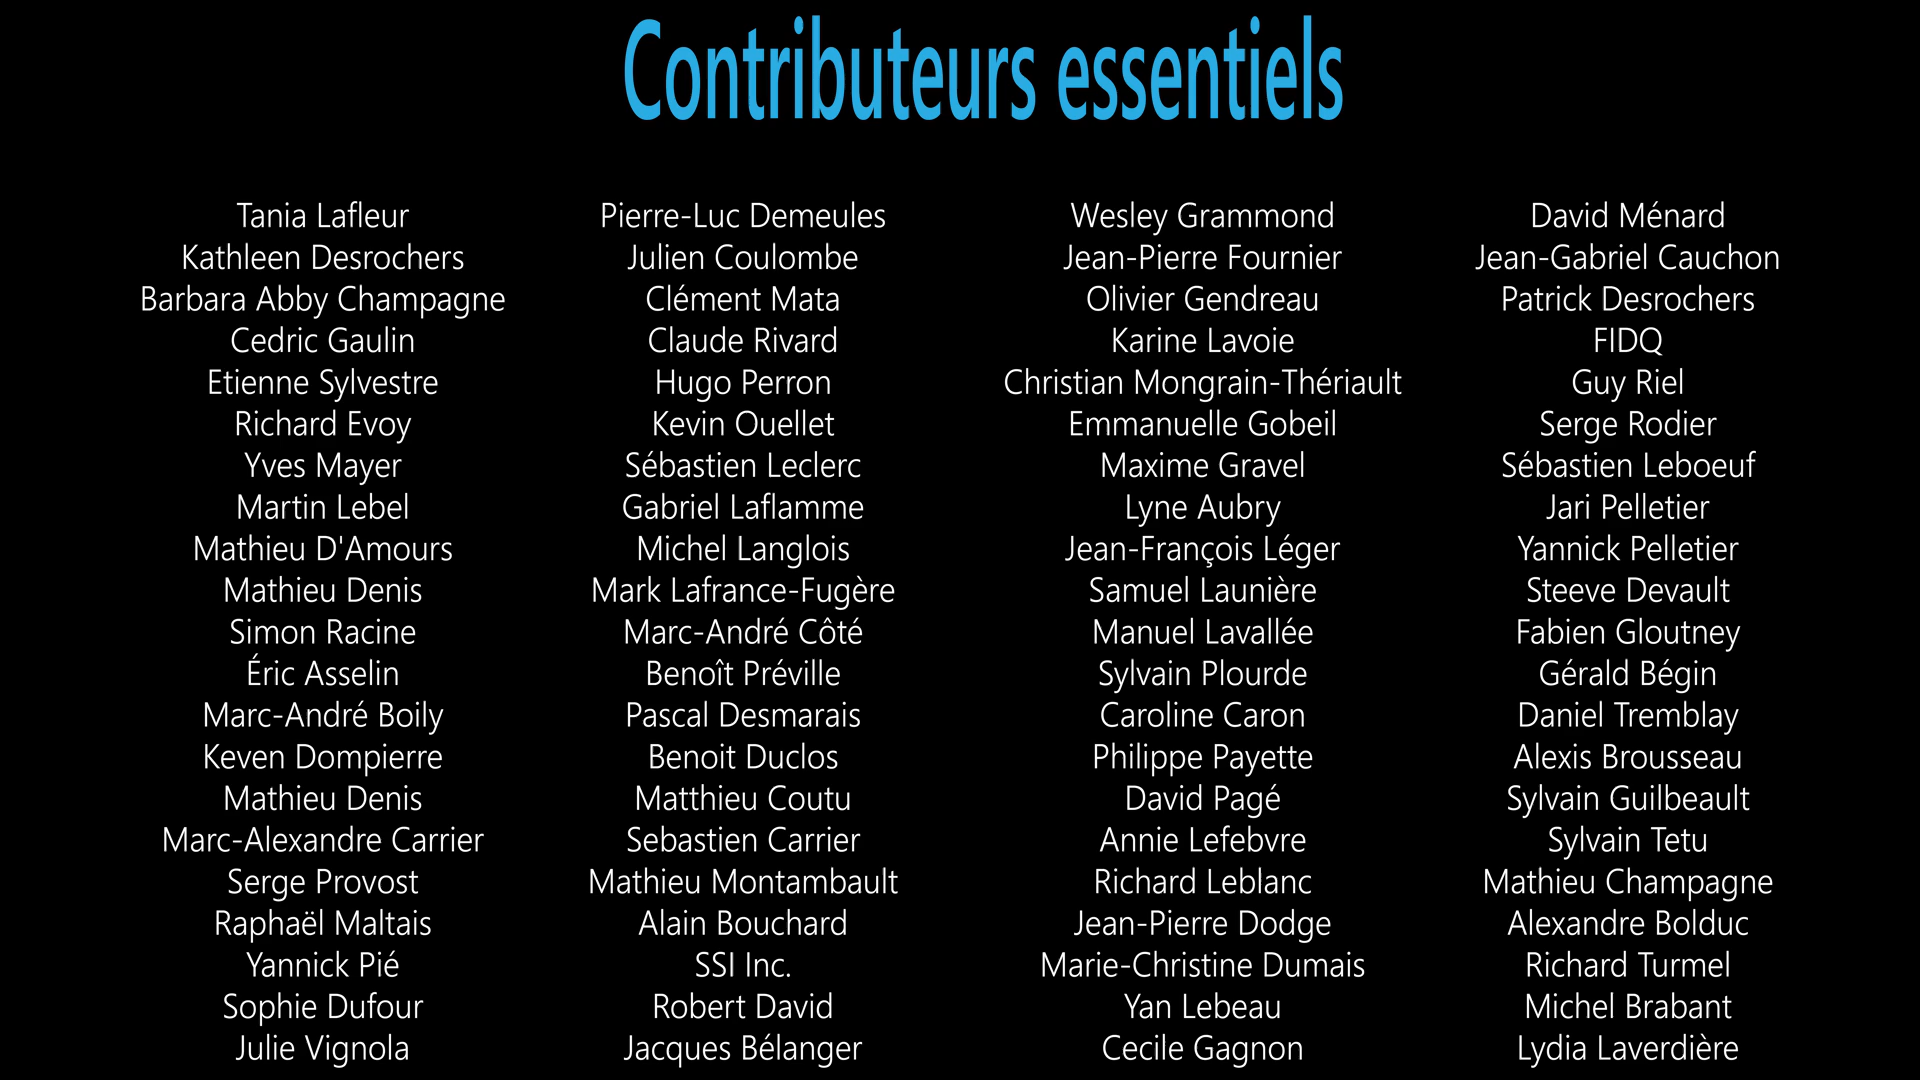 Contributeurs essentiels
Tania Lafleur
Kathleen Desrochers
Barbara Abby Champagne
Cedric Gaulin
Etienne Sylvestre
Richard Evoy
Yves Mayer
Martin Lebel
Mathieu D'Amours
Mathieu Denis
Simon Racine
Éric Asselin
Marc-André Boily
Keven Dompierre
Mathieu Denis
Marc-Alexandre Carrier
Serge Provost
Raphaël Maltais
Yannick Pié
Sophie Dufour
Julie Vignola
Pierre-Luc Demeules
Julien Coulombe
Clément Mata
Claude Rivard
Hugo Perron
Kevin Ouellet
Sébastien Leclerc
Gabriel Laflamme
Michel Langlois
Mark Lafrance-Fugère
Marc-André Côté
Benoît Préville
Pascal Desmarais
Benoit Duclos
Matthieu Coutu
Sebastien Carrier
Mathieu Montambault
Alain Bouchard
SSI Inc.
Robert David
Jacques Bélanger
Wesley Grammond
Jean-Pierre Fournier
Olivier Gendreau
Karine Lavoie
Christian Mongrain-Thériault
Emmanuelle Gobeil
Maxime Gravel
Lyne Aubry
Jean-François Léger
Samuel Launière
Manuel Lavallée
Sylvain Plourde
Caroline Caron
Philippe Payette
David Pagé
Annie Lefebvre
Richard Leblanc
Jean-Pierre Dodge
Marie-Christine Dumais
Yan Lebeau
Cecile Gagnon
David Ménard
Jean-Gabriel Cauchon
Patrick Desrochers
FIDQ
Guy Riel
Serge Rodier
Sébastien Leboeuf
Jari Pelletier
Yannick Pelletier
Steeve Devault
Fabien Gloutney
Gérald Bégin
Daniel Tremblay
Alexis Brousseau
Sylvain Guilbeault
Sylvain Tetu
Mathieu Champagne
Alexandre Bolduc
Richard Turmel
Michel Brabant
Lydia Laverdière